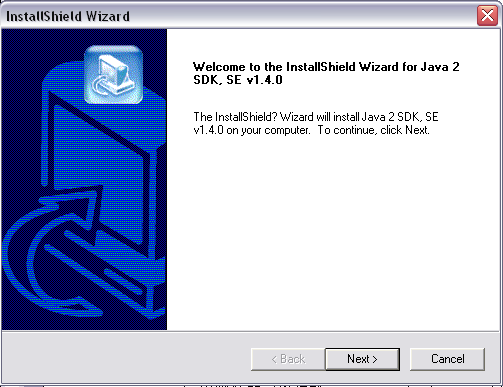 InstallShield Wizard
Welcome to the InstallShield Wizard for Java 2
SDK, SE v1.4.0
The InstallShield? Wizard will install Java 2 SDK, SE
v1.4.0 on your computer. To continue, click Next.
< Back
Next >
Cancel